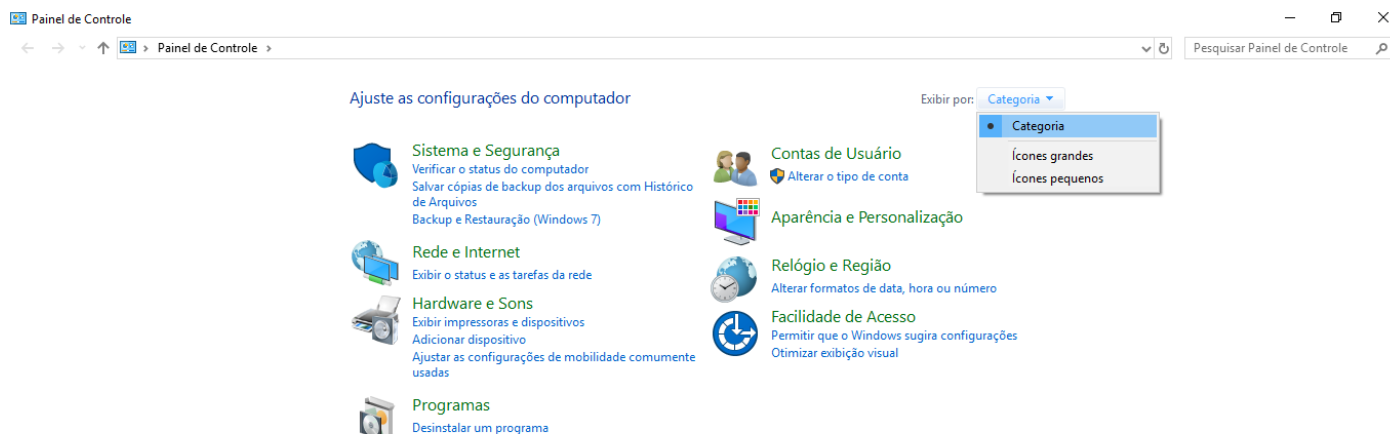 Painel de Controle
Painel de Controle
Pesquisar Painel de Controle
Ajuste as configurações do computador
Exibir por: Categoria
Categoria
Ícones grandes
Ícones pequenos
Sistema e Segurança
Verificar o status do computador
Salvar cópias de backup dos arquivos com Histórico
de Arquivos
Backup e Restauração (Windows 7)
Rede e Internet
Exibir o status e as tarefas da rede
Hardware e Sons
Exibir impressoras e dispositivos
Adicionar dispositivo
Ajustar as configurações de mobilidade comumente
usadas
Programas
Desinstalar um programa
Contas de Usuário
Alterar o tipo de conta
Aparência e Personalização
Relógio e Região
Alterar formatos de data, hora ou número
Facilidade de Acesso
Permitir que o Windows sugira configurações
Otimizar exibição visual